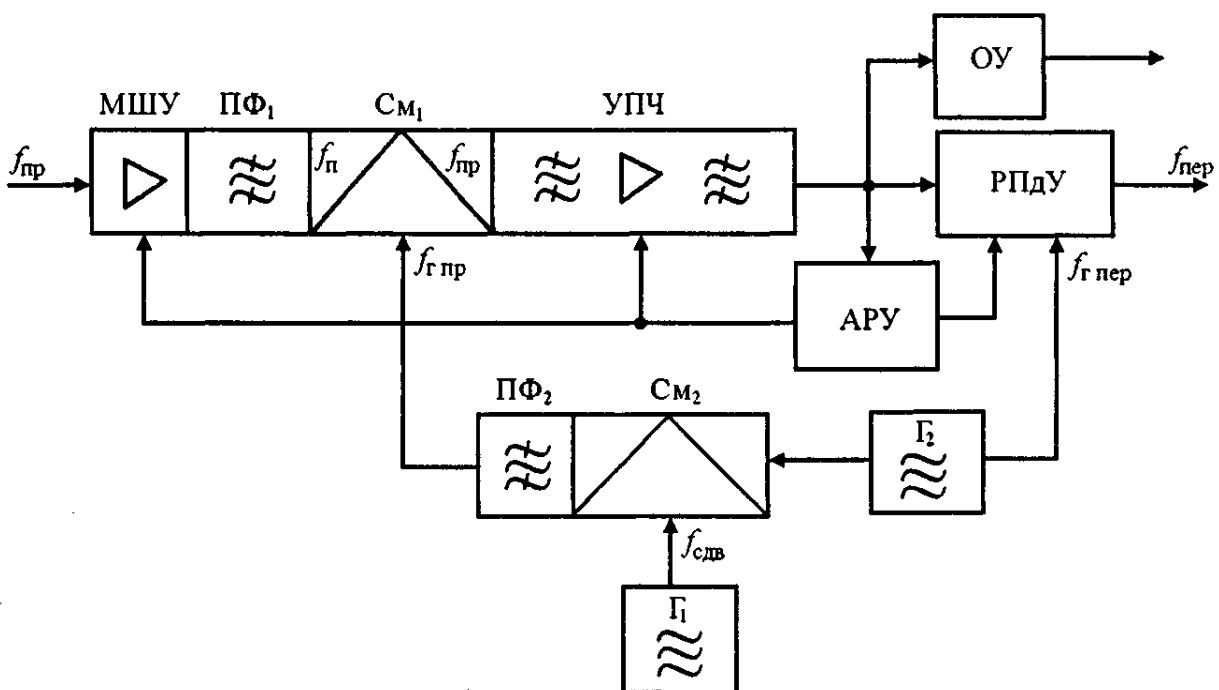 ОУ
МШУ ПФ₁ См₁ УПЧ
fпр fп fпр РПдУ fпер
fг пр fг пер
АРУ
ПФ₂ См₂
Г₂
fсдв
Г₁